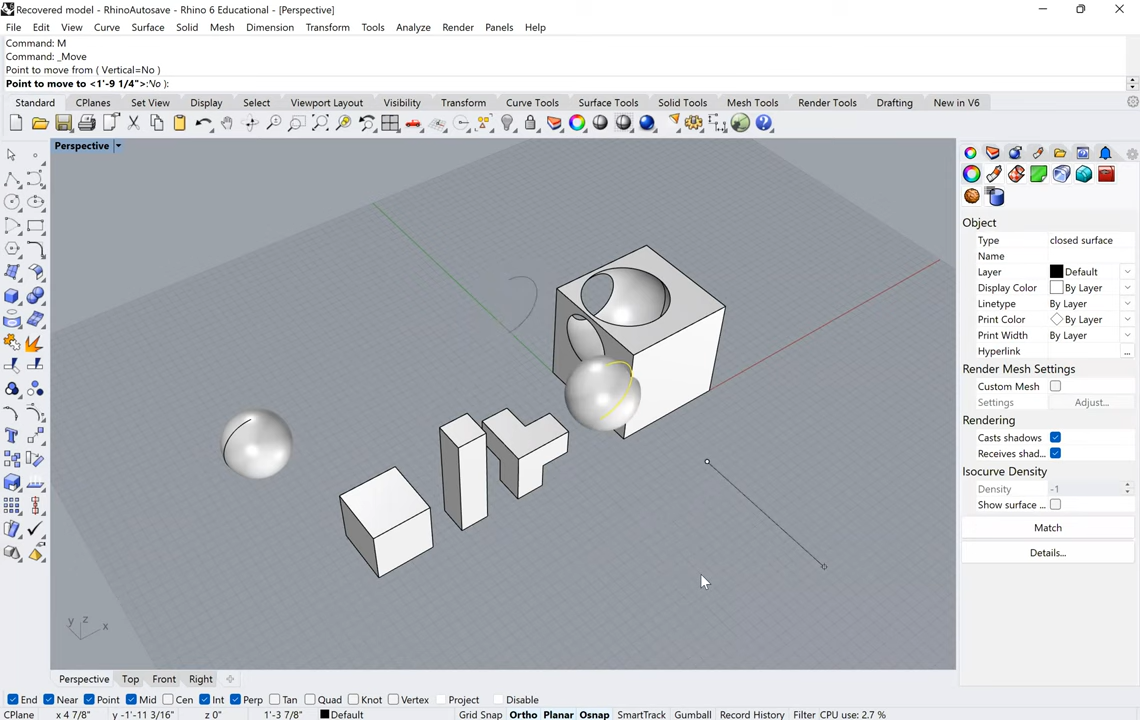 Recovered model - RhinoAutosave - Rhino 6 Educational - [Perspective]
File Edit View Curve Surface Solid Mesh Dimension Transform Tools Analyze Render Panels Help
Command: M
Command: _Move
Point to move from ( Vertical=No )
Point to move to <1'-9 1/4">:No ):
Standard CPlanes Set View Display Select Viewport Layout Visibility Transform Curve Tools Surface Tools Solid Tools Mesh Tools Render Tools Drafting New in V6
Perspective
Object
Type closed surface
Name
Layer Default
Display Color By Layer
Linetype By Layer
Print Color By Layer
Print Width By Layer
Hyperlink ...
Render Mesh Settings
Custom Mesh
Settings Adjust...
Rendering
Casts shadows
Receives shad...
Isocurve Density
Density -1
Show surface ...
Match
Details...
y z x
Perspective Top Front Right
End Near Point Mid Cen Int Perp Tan Quad Knot Vertex Project Disable
CPlane x 4 7/8" y -1'-11 3/16" z 0" 1'-3 7/8" Default Grid Snap Ortho Planar Osnap SmartTrack Gumball Record History Filter CPU use: 2.7 %